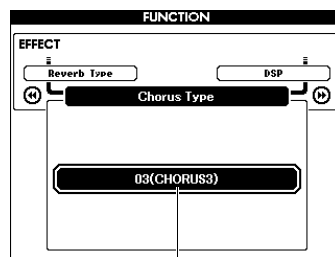 FUNCTION
EFFECT
Reverb Type
DSP
Chorus Type
03(CHORUS3)